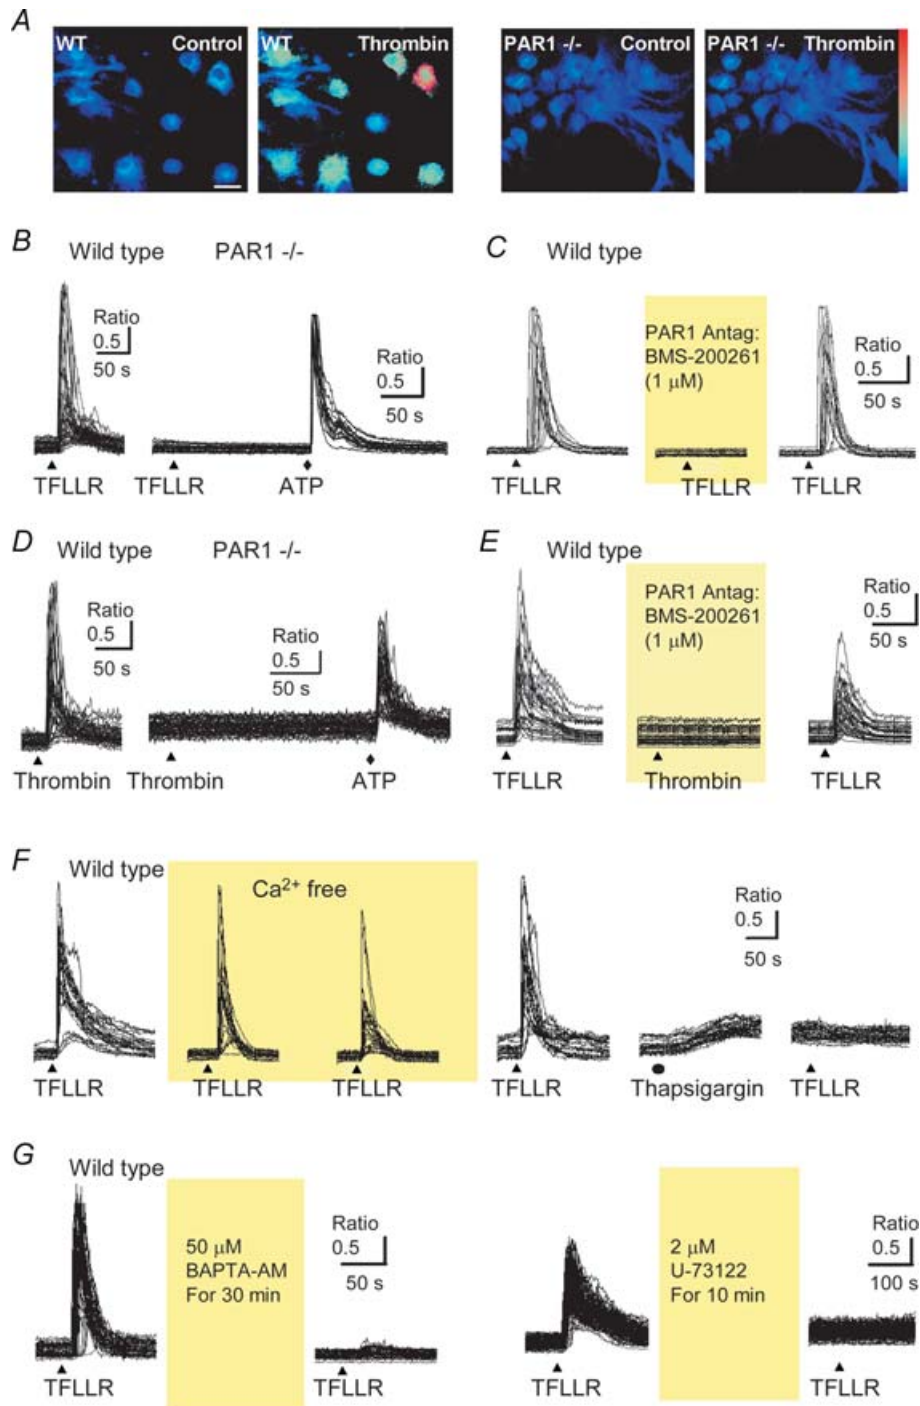 A
WT Control
WT Thrombin
PAR1 -/- Control
PAR1 -/- Thrombin
B
Wild type PAR1 -/-
Ratio
0.5
50 s
Ratio
0.5
50 s
TFLLR
TFLLR
ATP
C
Wild type
PAR1 Antag:
BMS-200261
(1 µM)
Ratio
0.5
50 s
TFLLR
TFLLR
TFLLR
D
Wild type PAR1 -/-
Ratio
0.5
50 s
Ratio
0.5
50 s
Thrombin
Thrombin
ATP
E
Wild type
PAR1 Antag:
BMS-200261
(1 µM)
Ratio
0.5
50 s
TFLLR
Thrombin
TFLLR
F
Wild type
Ca²⁺ free
Ratio
0.5
50 s
TFLLR
TFLLR
TFLLR
TFLLR
Thapsigargin
TFLLR
G
Wild type
50 µM
BAPTA-AM
For 30 min
Ratio
0.5
50 s
TFLLR
TFLLR
2 µM
U-73122
For 10 min
Ratio
0.5
100 s
TFLLR
TFLLR